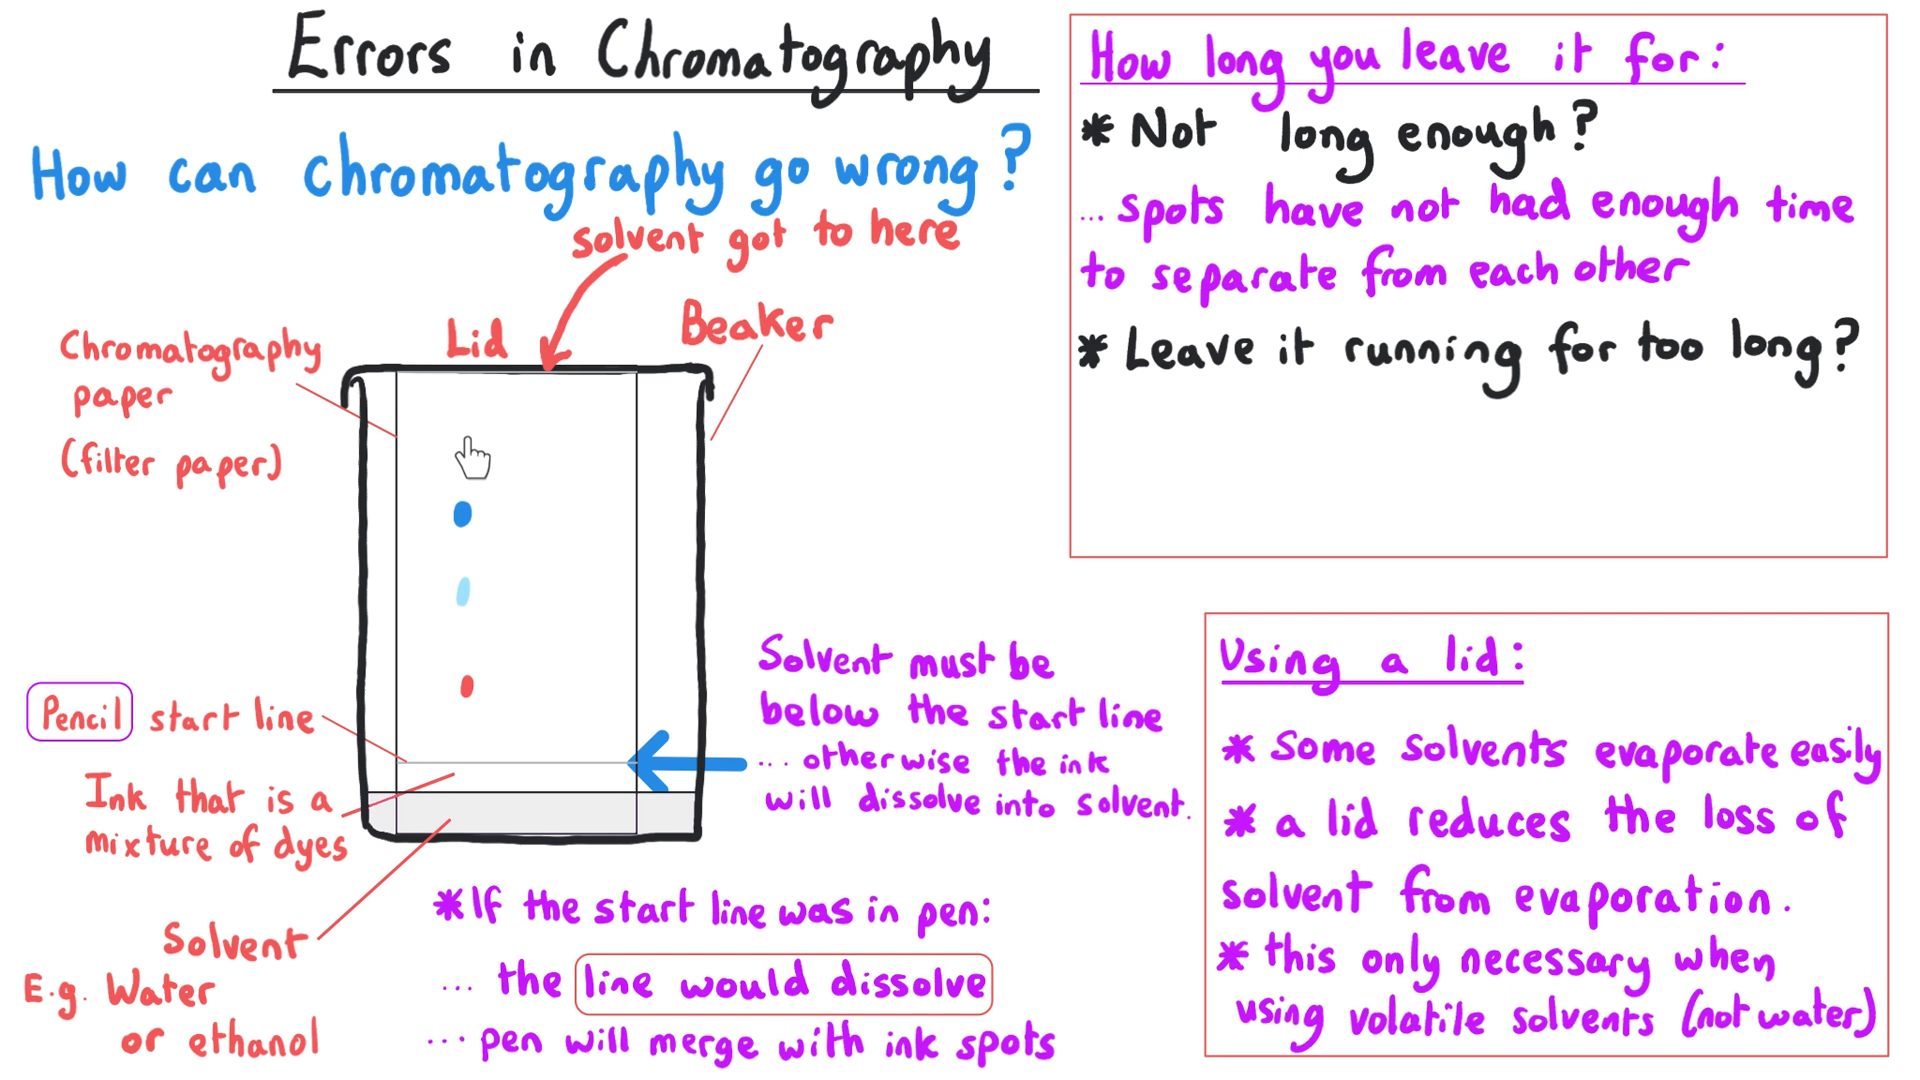 Errors in Chromatography
How can chromatography go wrong?
solvent got to here
Lid
Beaker
Chromatography
paper
(filter paper)
Pencil start line
Ink that is a
mixture of dyes
Solvent
E.g. Water
or ethanol
Solvent must be
below the start line
... otherwise the ink
will dissolve into solvent.
*If the start line was in pen:
... the line would dissolve
... pen will merge with ink spots
How long you leave it for:
* Not long enough?
... spots have not had enough time
to separate from each other
* Leave it running for too long?
Using a lid:
* some solvents evaporate easily
* a lid reduces the loss of
solvent from evaporation.
* this only necessary when
using volatile solvents (not water)